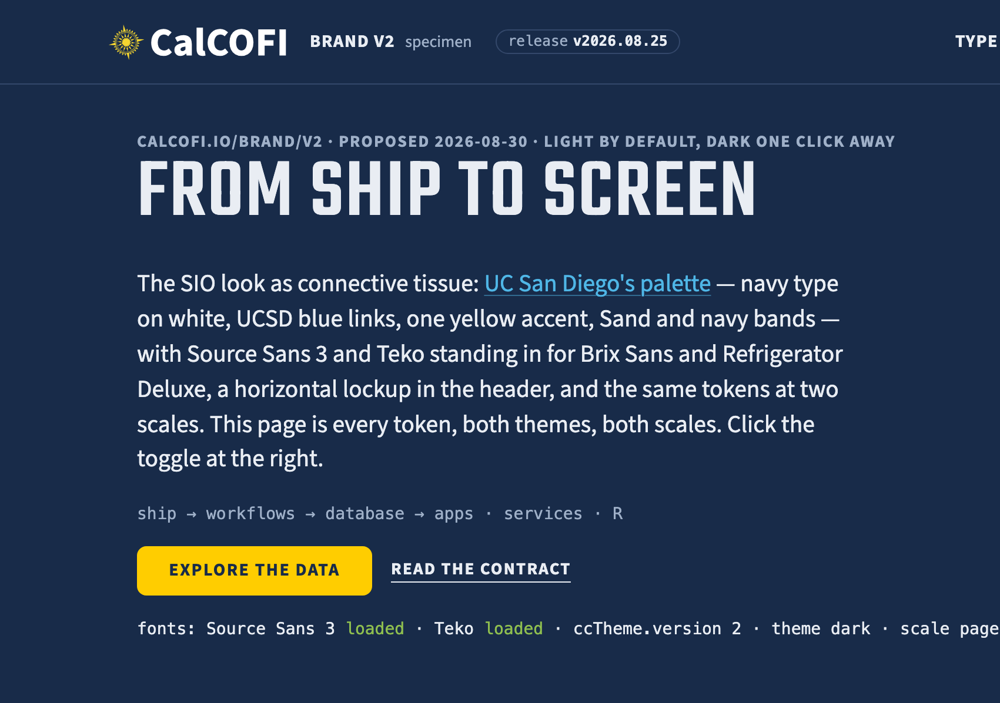 CalCOFI BRAND V2 specimen release v2026.08.25 TYPE
CALCOFI.IO/BRAND/V2 · PROPOSED 2026-08-30 · LIGHT BY DEFAULT, DARK ONE CLICK AWAY
FROM SHIP TO SCREEN
The SIO look as connective tissue: UC San Diego's palette — navy type
on white, UCSD blue links, one yellow accent, Sand and navy bands —
with Source Sans 3 and Teko standing in for Brix Sans and Refrigerator
Deluxe, a horizontal lockup in the header, and the same tokens at two
scales. This page is every token, both themes, both scales. Click the
toggle at the right.
ship → workflows → database → apps · services · R
EXPLORE THE DATA READ THE CONTRACT
fonts: Source Sans 3 loaded · Teko loaded · ccTheme.version 2 · theme dark · scale page